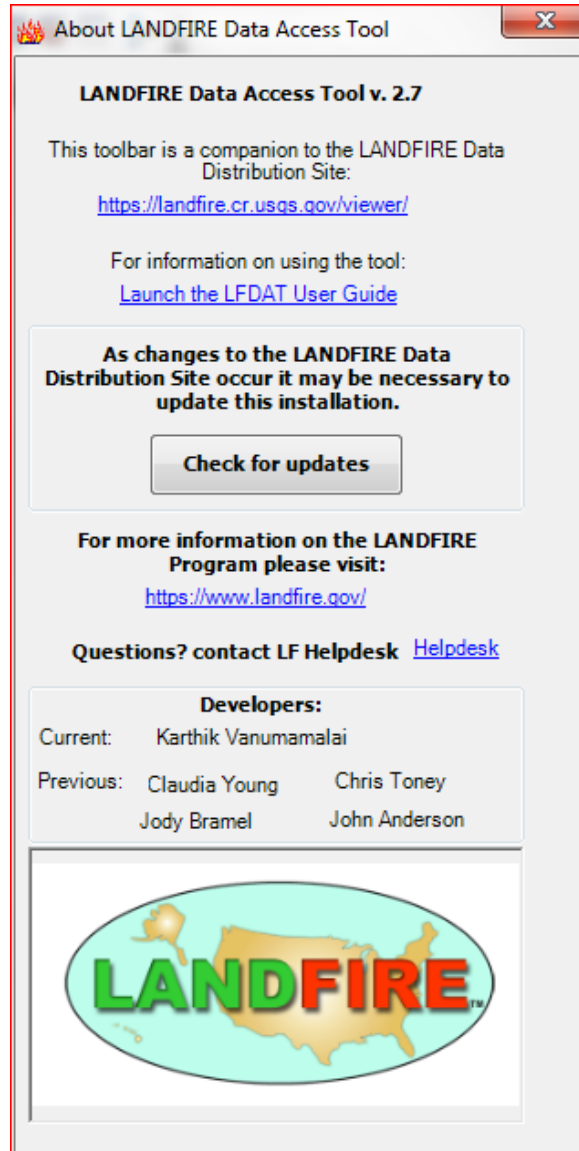 About LANDFIRE Data Access Tool
X
LANDFIRE Data Access Tool v. 2.7
This toolbar is a companion to the LANDFIRE Data
Distribution Site:
https://landfire.cr.usgs.gov/viewer/
For information on using the tool:
Launch the LFDAT User Guide
As changes to the LANDFIRE Data
Distribution Site occur it may be necessary to
update this installation.
Check for updates
For more information on the LANDFIRE
Program please visit:
https://www.landfire.gov/
Questions? contact LF Helpdesk Helpdesk
Developers:
Current: Karthik Vanumamalai
Previous: Claudia Young Chris Toney
Jody Bramel John Anderson
LANDFIRE™